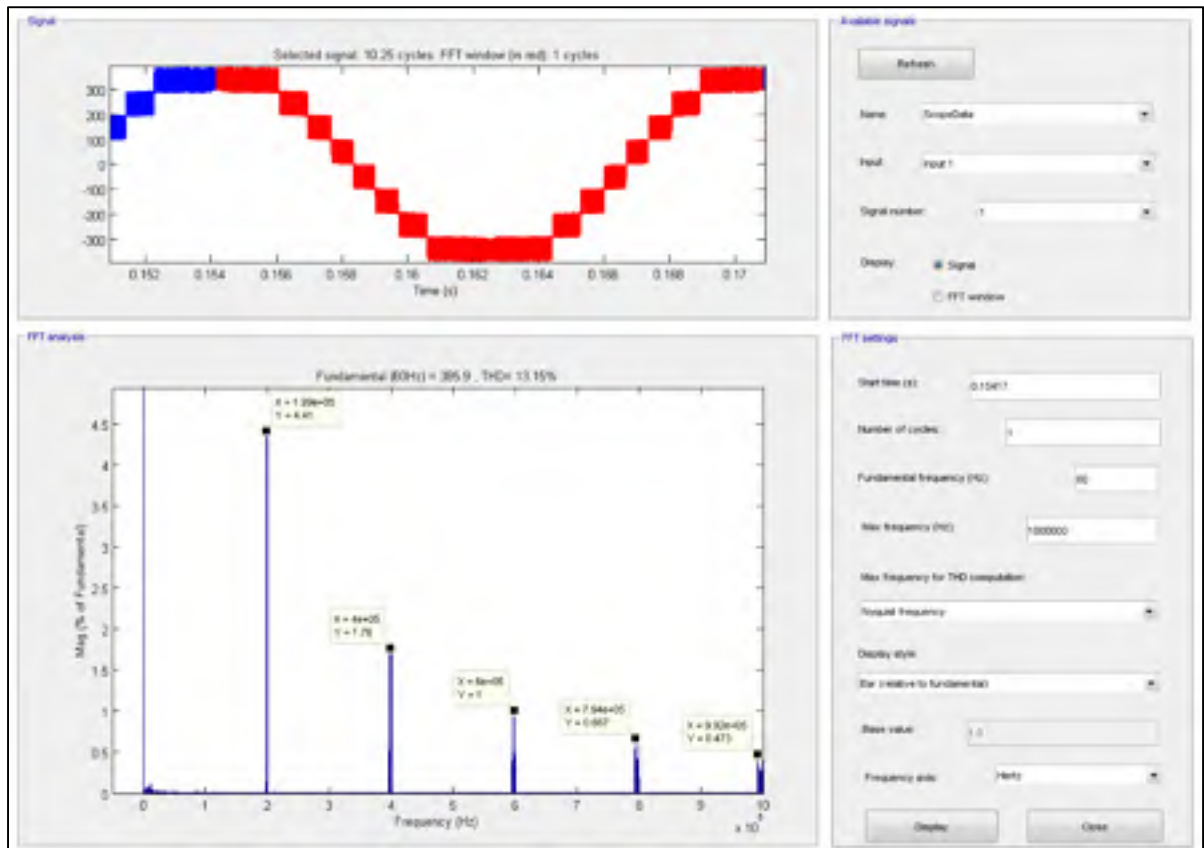 Signal
Selected signal: 10.25 cycles. FFT window (in red): 1 cycles
300
200
100
0
-100
-200
-300
0.152 0.154 0.156 0.158 0.16 0.162 0.164 0.166 0.168 0.17
Time (s)
Available signals
Refresh
Name
ScopeData
Input
input 1
Signal number:
1
Display:
Signal
FFT window
FFT analysis
Fundamental (60Hz) = 385.9 , THD= 13.15%
Mag (% of Fundamental)
4.5
4
3.5
3
2.5
2
1.5
1
0.5
0
Y = 4.41
X = 4e+05
Y = 1.76
X = 6e+05
Y = 1
X = 7.94e+05
Y = 0.667
X = 9.92e+05
Y = 0.473
0 1 2 3 4 5 6 7 8 9 10
Frequency (Hz)
FFT settings
Start time (s):
0.15417
Number of cycles:
1
Fundamental frequency (Hz):
60
Max frequency (Hz):
1000000
Max frequency for THD computation:
Nyquist frequency
Display style:
Bar (relative to fundamental)
Base value:
1.0
Frequency axis:
Hertz
Display
Close